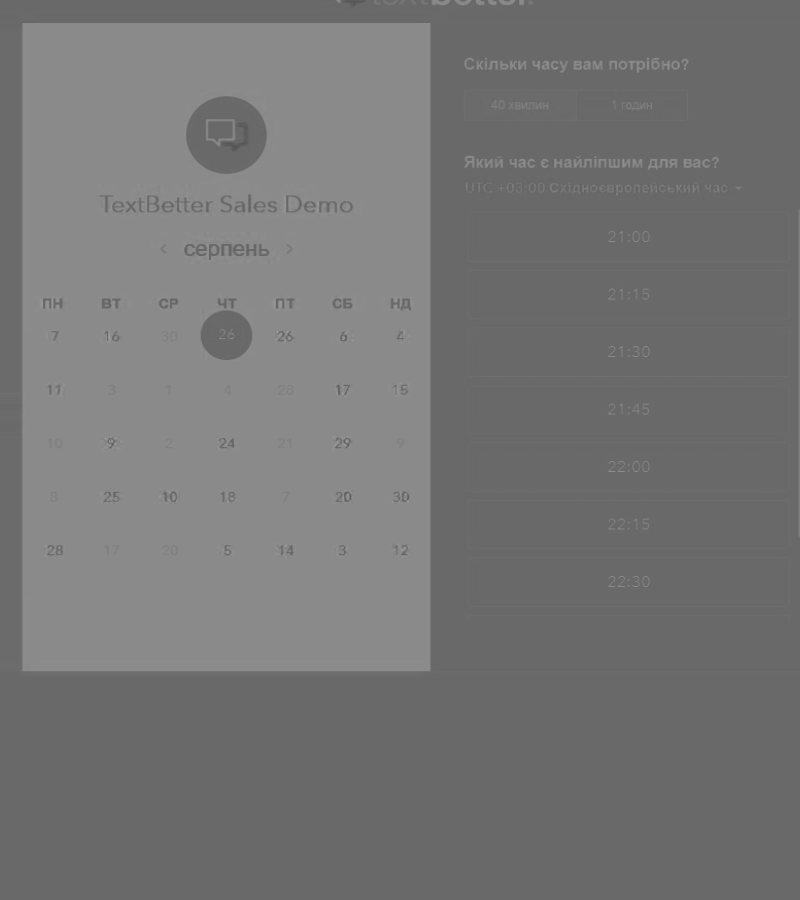 textbetter.
TextBetter Sales Demo
‹ серпень ›
ПН ВТ СР ЧТ ПТ СБ НД
7 16 30 26 26 6 4
11 3 1 4 28 17 15
10 9 2 24 21 29 9
8 25 10 18 7 20 30
28 17 20 5 14 3 12
Скільки часу вам потрібно?
40 хвилин 1 годин
Який час є найліпшим для вас?
UTC +03:00 Східноєвропейський час
21:00
21:15
21:30
21:45
22:00
22:15
22:30